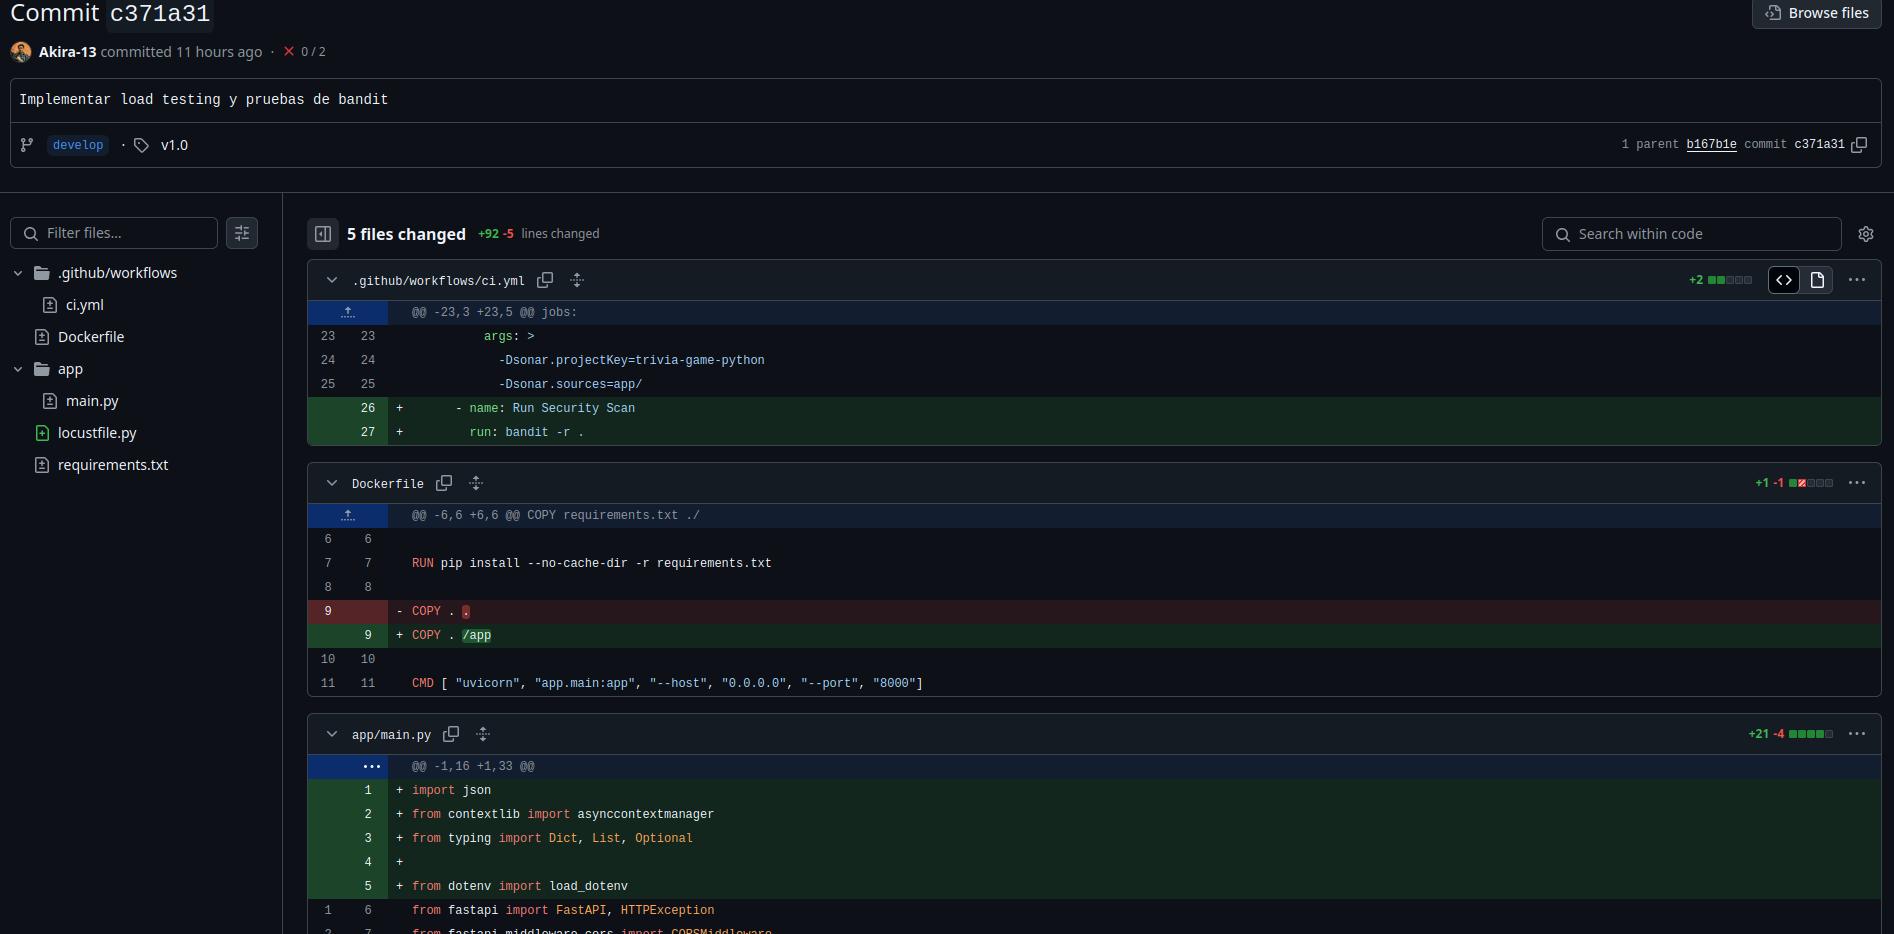 Commit c371a31
Browse files
Akira-13 committed 11 hours ago · 0 / 2
Implementar load testing y pruebas de bandit
develop · v1.0
1 parent b167b1e commit c371a31
Filter files...
.github/workflows
ci.yml
Dockerfile
app
main.py
locustfile.py
requirements.txt
5 files changed +92 -5 lines changed
Search within code
.github/workflows/ci.yml
+2
@@ -23,3 +23,5 @@ jobs:
23 23 args: >
24 24 -Dsonar.projectKey=trivia-game-python
25 25 -Dsonar.sources=app/
26 + - name: Run Security Scan
27 + run: bandit -r .
Dockerfile
+1 -1
@@ -6,6 +6,6 @@ COPY requirements.txt ./
6 6
7 7 RUN pip install --no-cache-dir -r requirements.txt
8 8
9 - COPY . .
9 + COPY . /app
10 10
11 11 CMD [ "uvicorn", "app.main:app", "--host", "0.0.0.0", "--port", "8000"]
app/main.py
+21 -4
@@ -1,16 +1,33 @@
1 + import json
2 + from contextlib import asynccontextmanager
3 + from typing import Dict, List, Optional
4 +
5 + from dotenv import load_dotenv
1 6 from fastapi import FastAPI, HTTPException
2 7 from fastapi.middleware.cors import CORSMiddleware